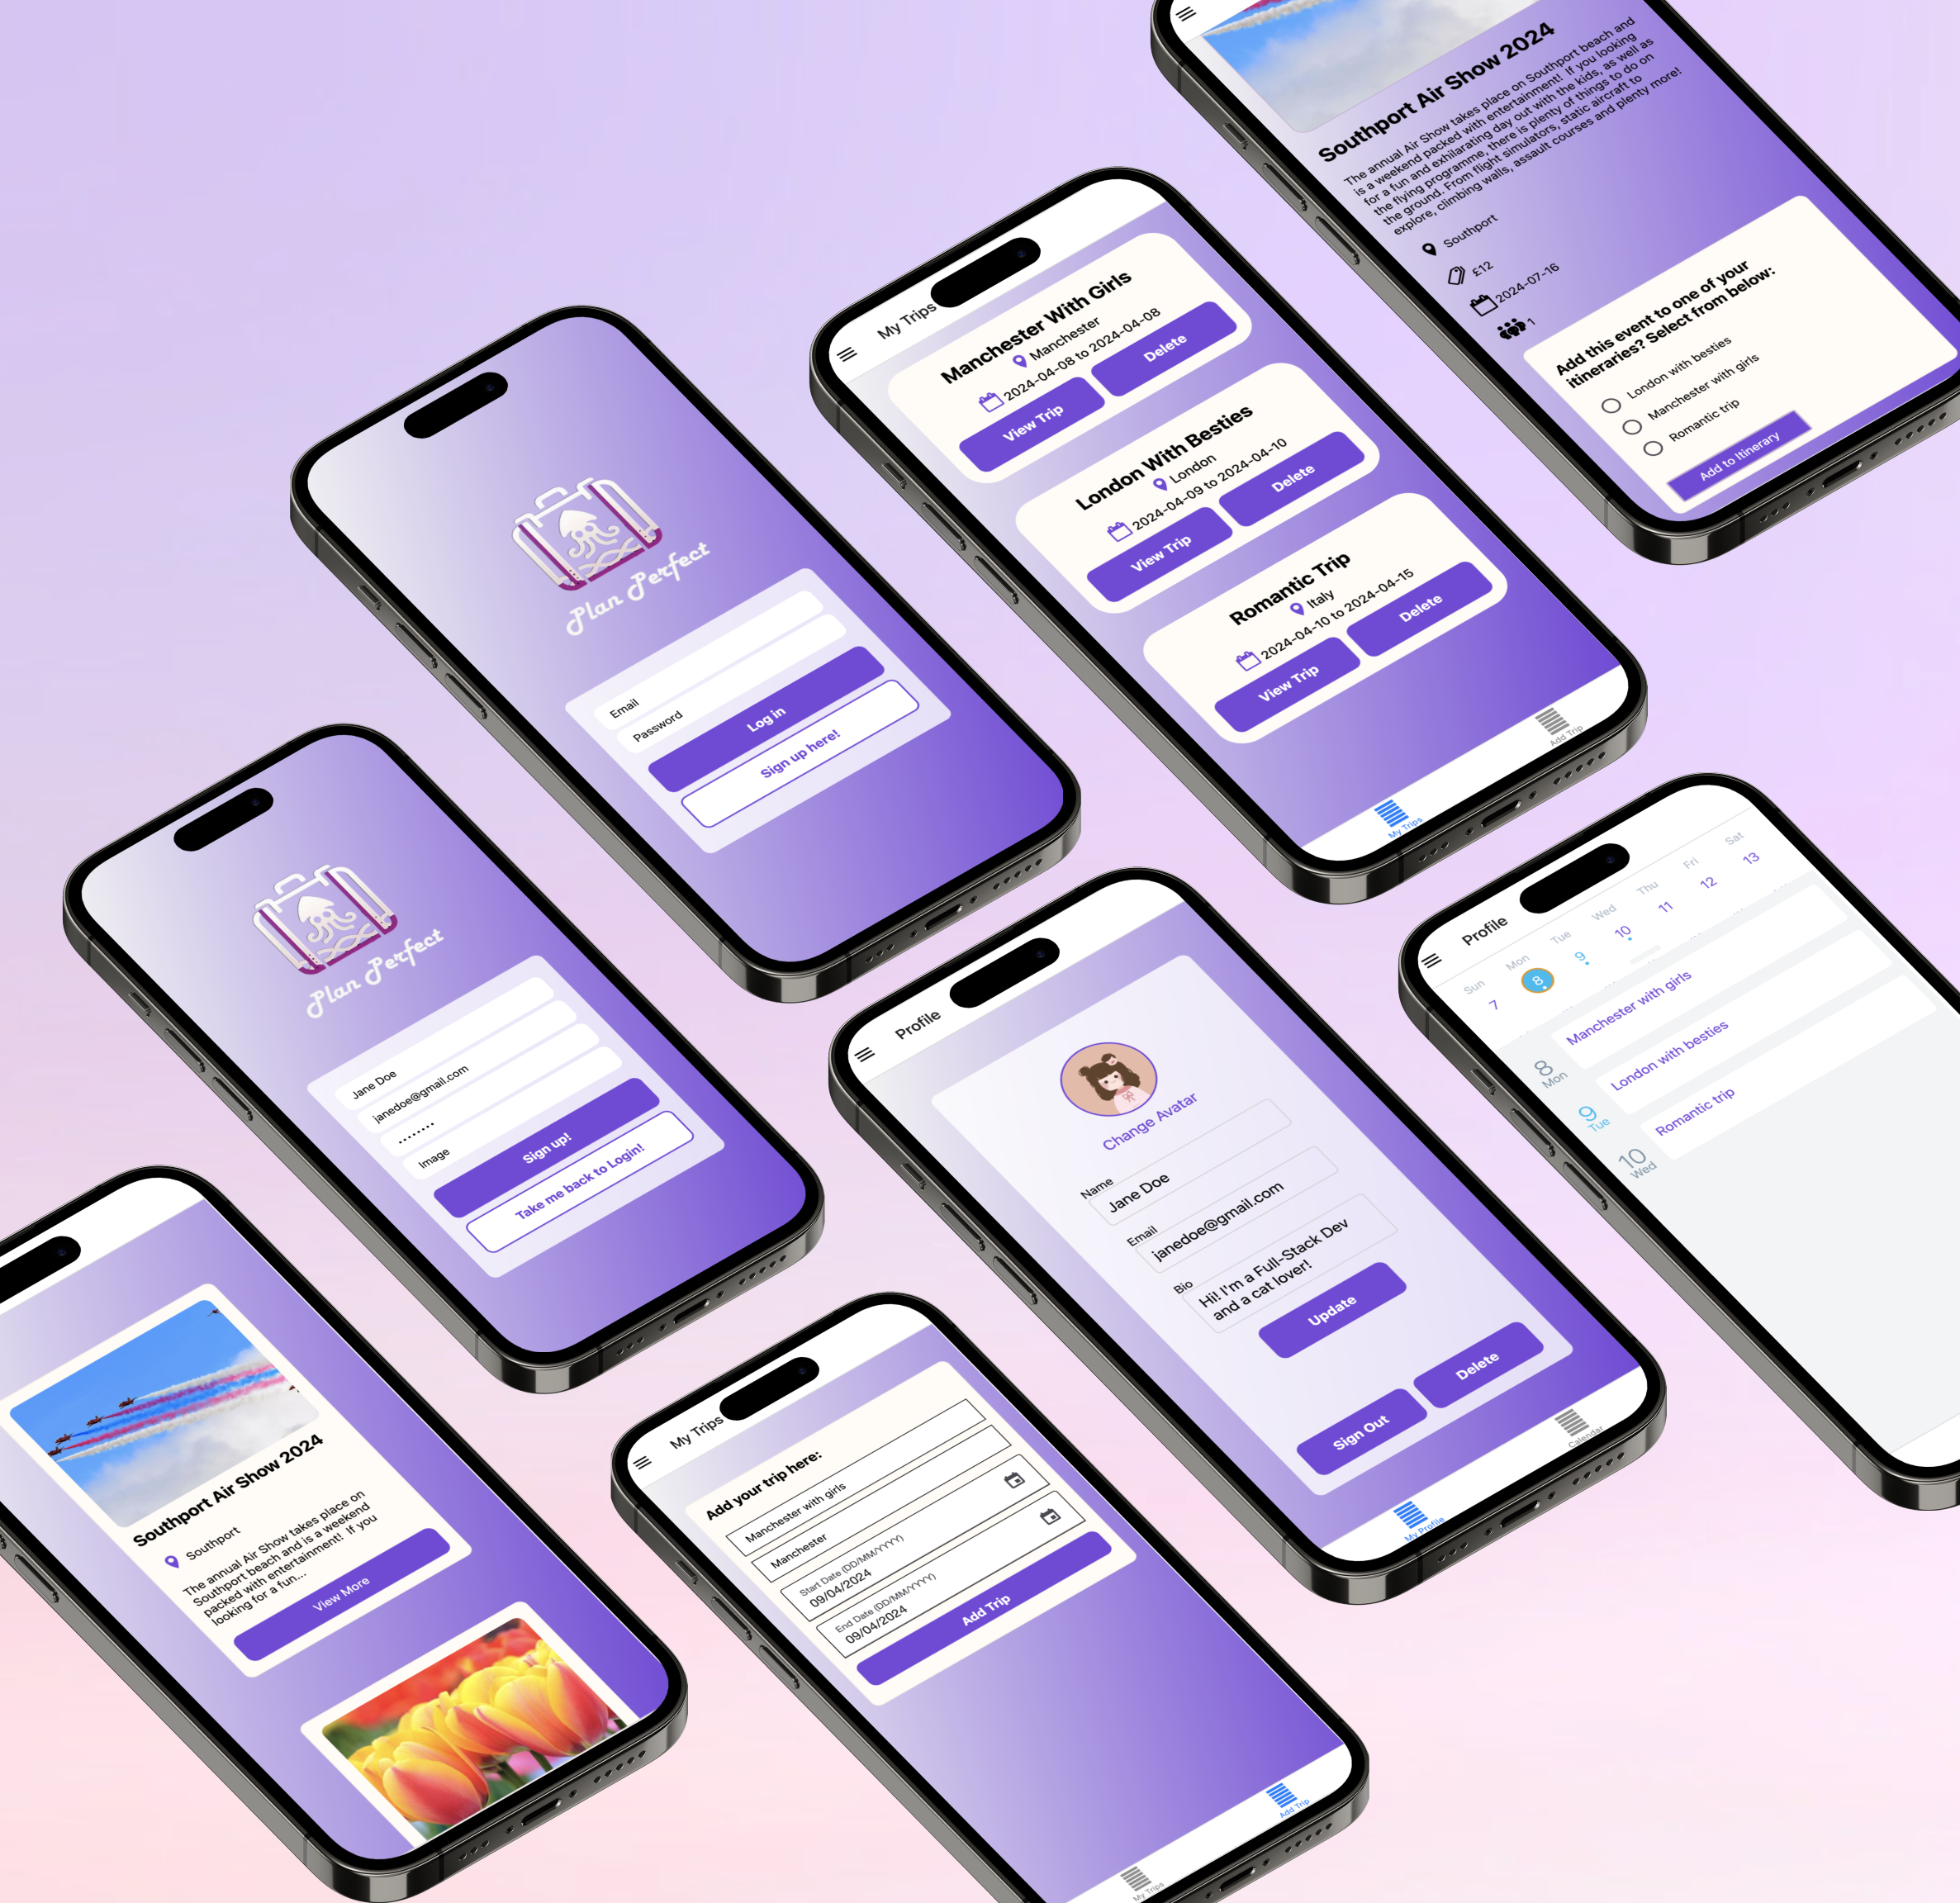 Southport Air Show 2024
The annual Air Show takes place on Southport beach and
is a weekend packed with entertainment! If you looking
for a fun and exhilarating day out with the kids, as well as
the flying programme, there is plenty of things to do on
the ground. From flight simulators, static aircraft to
explore, climbing walls, assault courses and plenty more!
Southport
£12
2024-07-16
1
Add this event to one of your
itineraries? Select from below:
London with besties
Manchester with girls
Romantic trip
Add to Itinerary
My Trips
Manchester With Girls
Manchester
2024-04-08 to 2024-04-08
View Trip
Delete
London With Besties
London
2024-04-09 to 2024-04-10
View Trip
Delete
Romantic Trip
Italy
2024-04-10 to 2024-04-15
View Trip
Delete
My Trips
Add Trip
Plan Perfect
Email
Password
Log in
Sign up here!
Plan Perfect
Jane Doe
janedoe@gmail.com
••••••••
Image
Sign up!
Take me back to Login!
Profile
Change Avatar
Name
Jane Doe
Email
janedoe@gmail.com
Bio
Hi! I'm a Full-Stack Dev
and a cat lover!
Update
Sign Out
Delete
My Profile
Calendar
Profile
Sun Mon Tue Wed Thu Fri Sat
7 8 9 10 11 12 13
8
Mon
Manchester with girls
9
Tue
London with besties
10
Wed
Romantic trip
Southport Air Show 2024
Southport
The annual Air Show takes place on
Southport beach and is a weekend
packed with entertainment! If you
looking for a fun...
View More
My Trips
Add your trip here:
Manchester with girls
Manchester
Start Date (DD/MM/YYYY)
09/04/2024
End Date (DD/MM/YYYY)
09/04/2024
Add Trip
My Trips
Add Trip